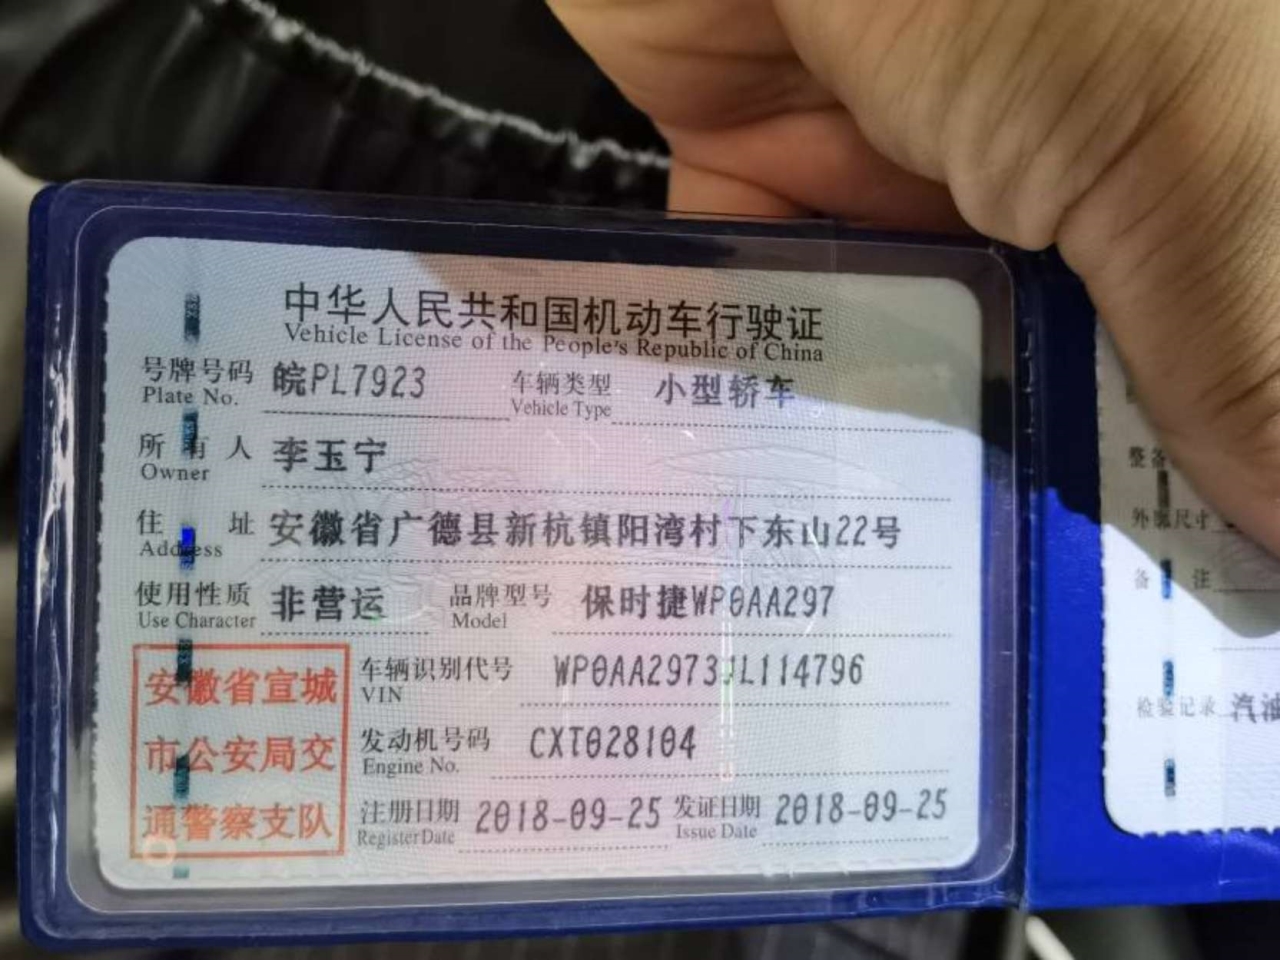 中华人民共和国机动车行驶证
Vehicle License of the People's Republic of China
号牌号码 皖PL7923 车辆类型 小型轿车
Plate No. Vehicle Type
所有人 李玉宁
Owner
住址 安徽省广德县新杭镇阳湾村下东山22号
Address
使用性质 非营运 品牌型号 保时捷WP0AA297
Use Character Model
安徽省宣城
市公安局交
通警察支队
车辆识别代号 WP0AA2973JL114796
VIN
发动机号码 CXT028104
Engine No.
注册日期 2018-09-25 发证日期 2018-09-25
Register Date Issue Date
整备
外廓尺寸
备注
检验记录 汽油